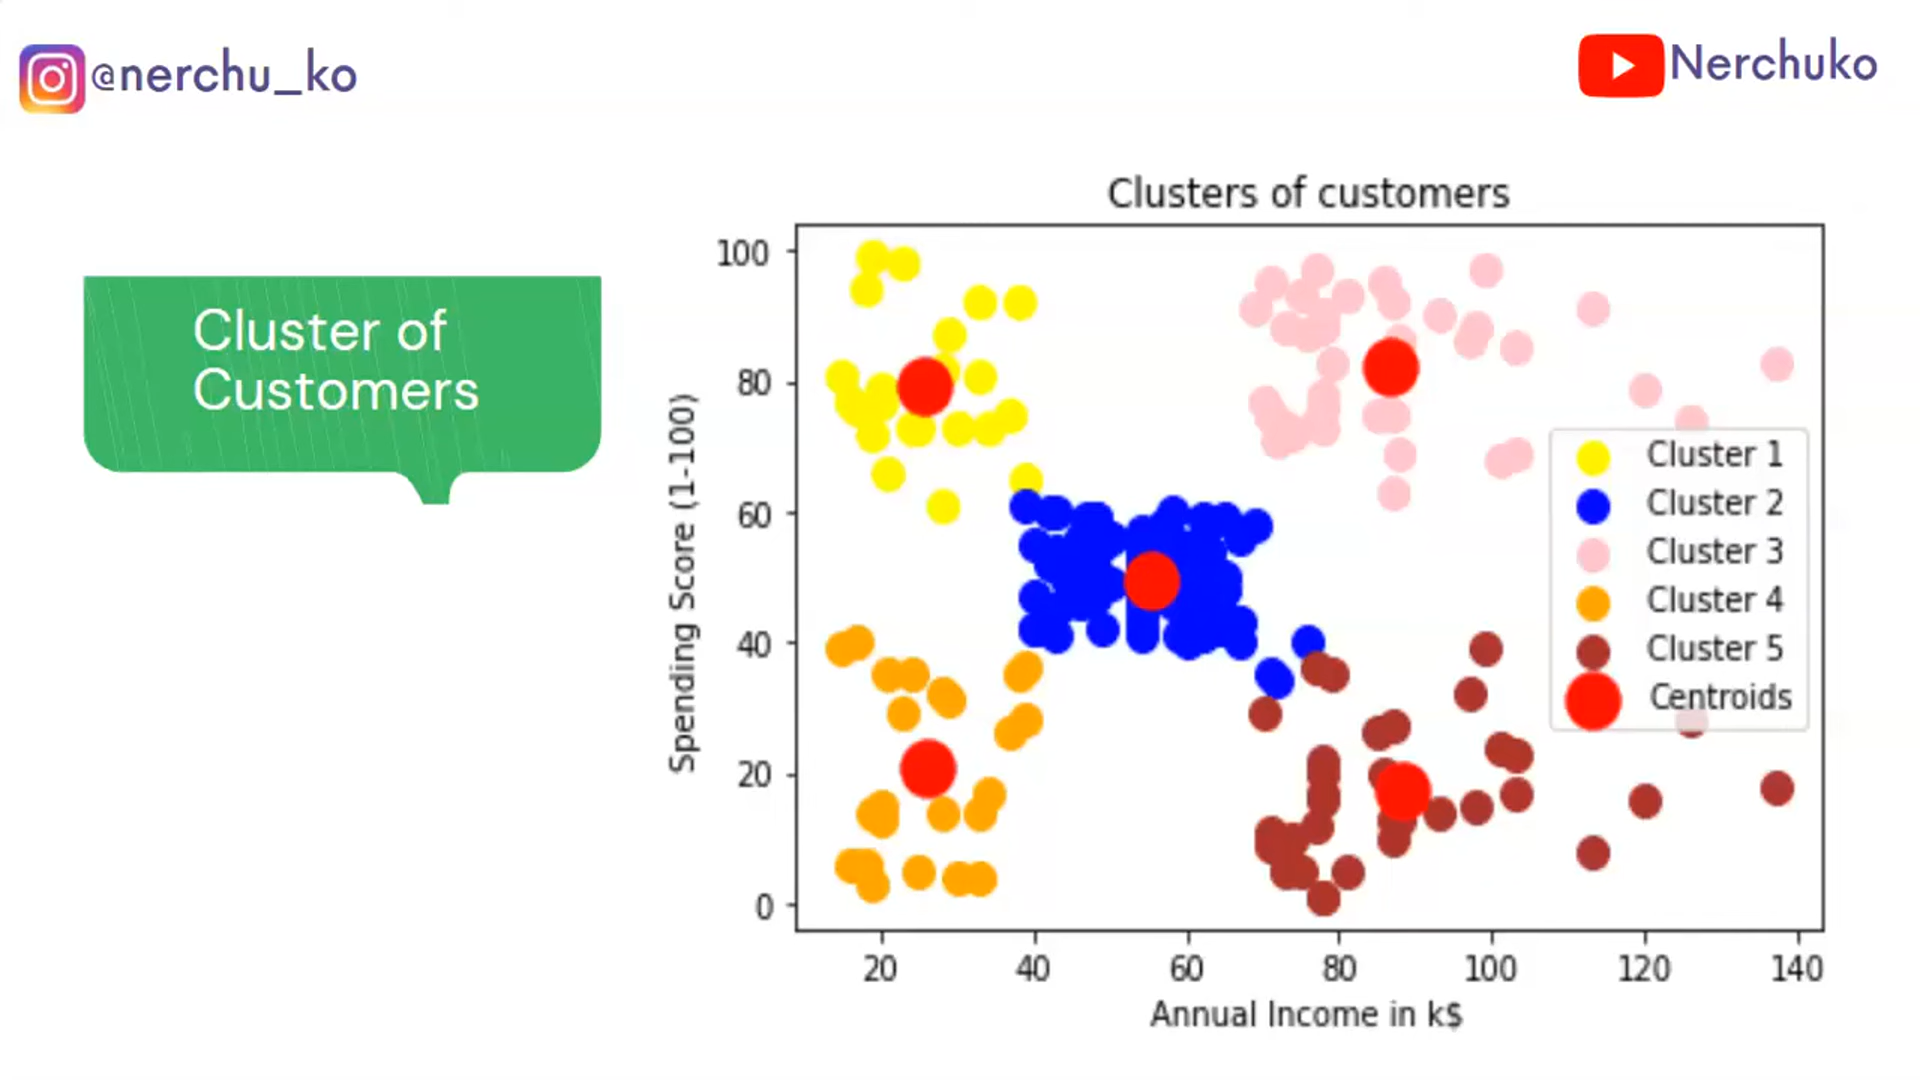 @nerchu_ko
Nerchuko
Cluster of
Customers
Clusters of customers
Spending Score (1-100)
100
80
60
40
20
0
Cluster 1
Cluster 2
Cluster 3
Cluster 4
Cluster 5
Centroids
20 40 60 80 100 120 140
Annual Income in k$